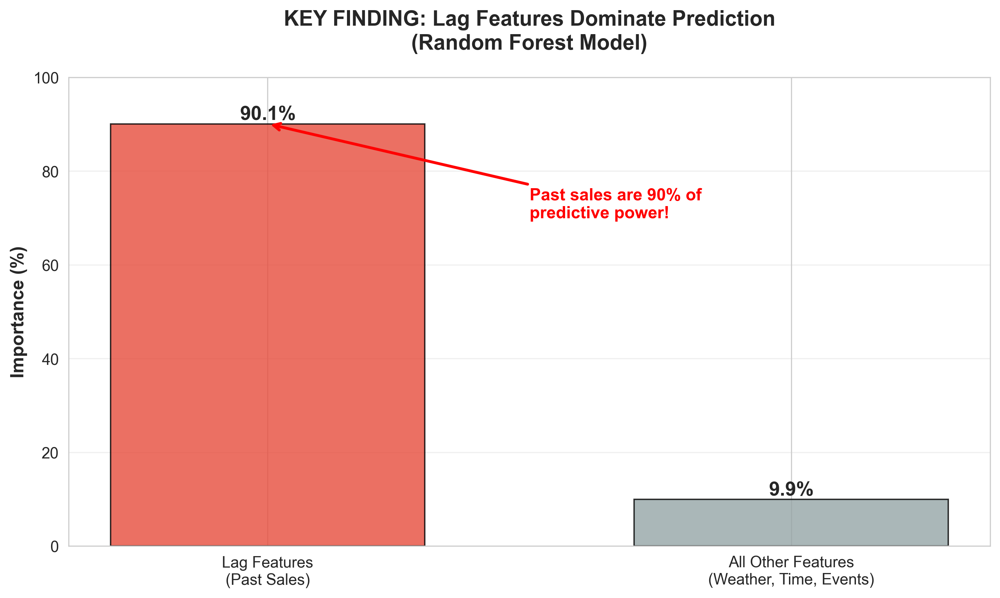 KEY FINDING: Lag Features Dominate Prediction
(Random Forest Model)
Importance (%)
100
80
60
40
20
0
90.1%
Past sales are 90% of
predictive power!
9.9%
Lag Features
(Past Sales)
All Other Features
(Weather, Time, Events)